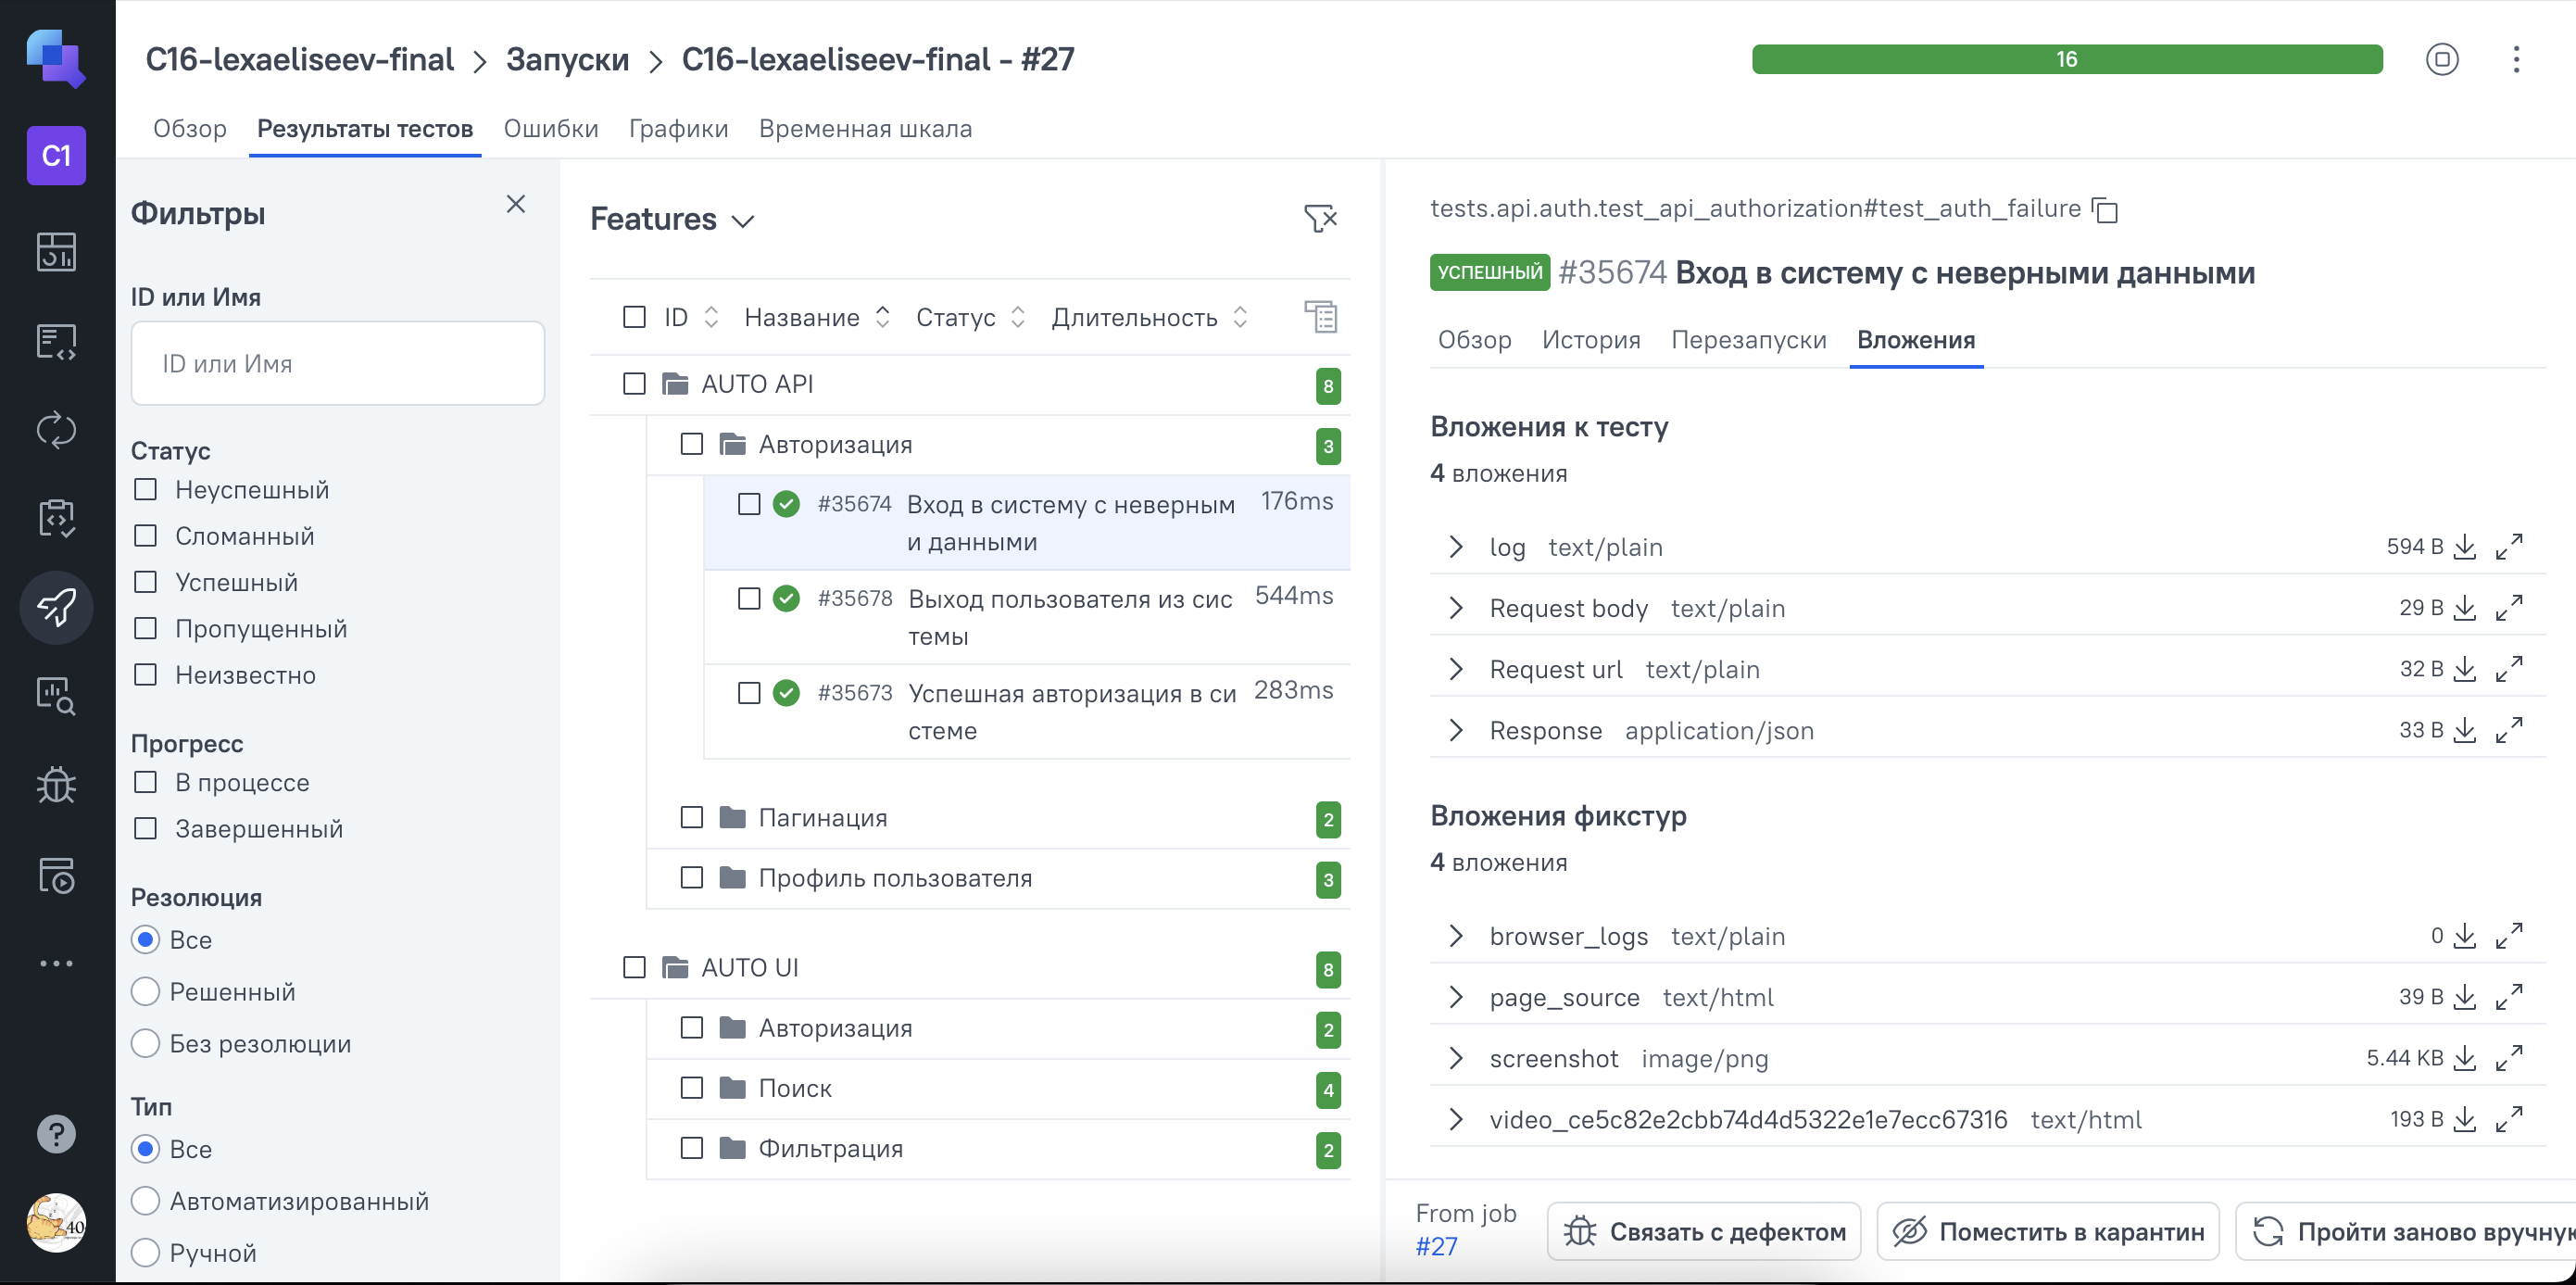 C16-lexaeliseev-final > Запуски > C16-lexaeliseev-final - #27
16
Обзор Результаты тестов Ошибки Графики Временная шкала
C1
Фильтры
ID или Имя
ID или Имя
Статус
Неуспешный
Сломанный
Успешный
Пропущенный
Неизвестно
Прогресс
В процессе
Завершенный
Резолюция
Все
Решенный
Без резолюции
Тип
Все
Автоматизированный
Ручной
?
40
Features
ID Название Статус Длительность
AUTO API 8
Авторизация 3
#35674 Вход в систему с неверным 176ms
и данными
#35678 Выход пользователя из сис 544ms
темы
#35673 Успешная авторизация в си 283ms
стеме
Пагинация 2
Профиль пользователя 3
AUTO UI 8
Авторизация 2
Поиск 4
Фильтрация 2
tests.api.auth.test_api_authorization#test_auth_failure
УСПЕШНЫЙ #35674 Вход в систему с неверными данными
Обзор История Перезапуски Вложения
Вложения к тесту
4 вложения
log text/plain 594 B
Request body text/plain 29 B
Request url text/plain 32 B
Response application/json 33 B
Вложения фикстур
4 вложения
browser_logs text/plain 0
page_source text/html 39 B
screenshot image/png 5.44 KB
video_ce5c82e2cbb74d4d5322e1e7ecc67316 text/html 193 B
From job
#27
Связать с дефектом
Поместить в карантин
Пройти заново вручную